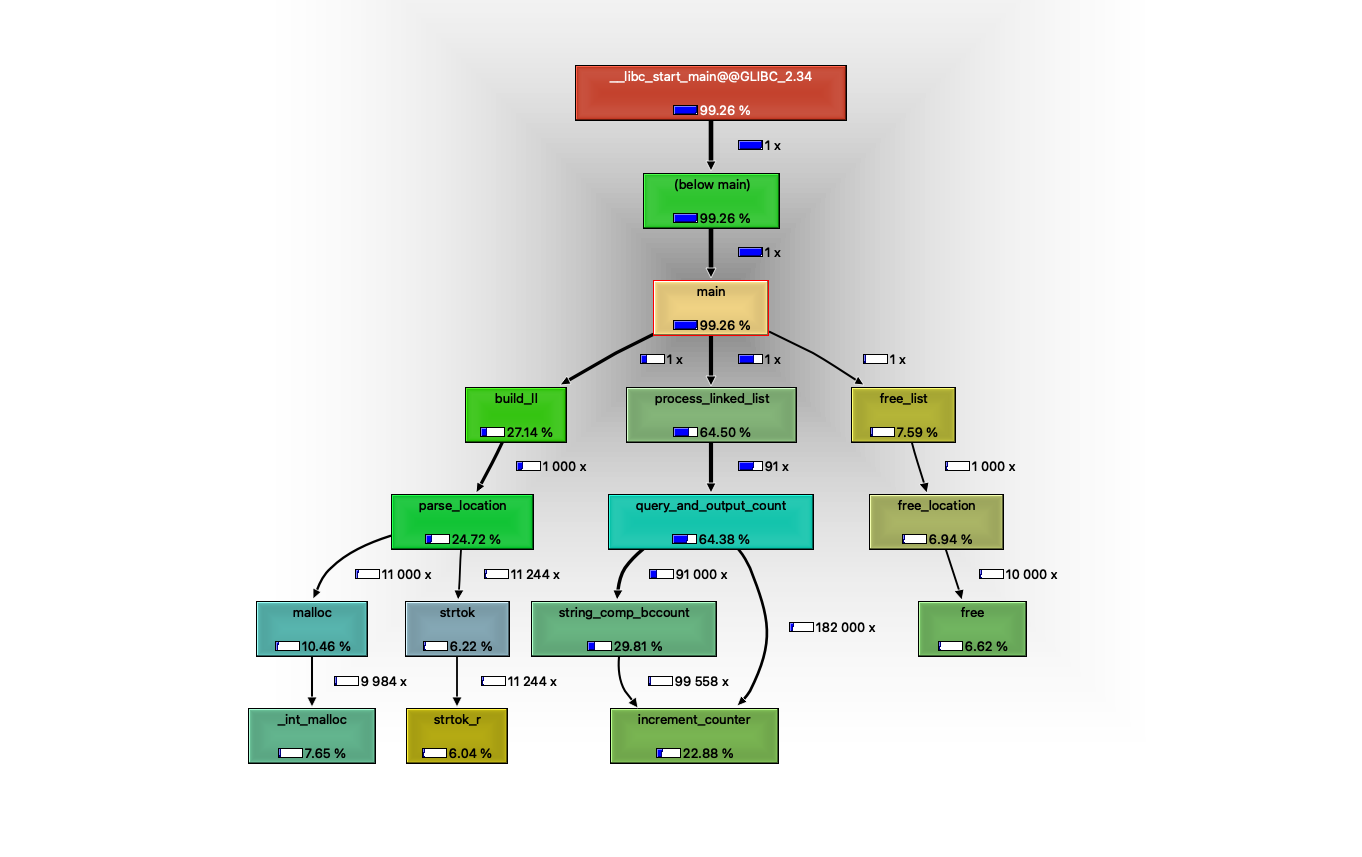 __libc_start_main@@GLIBC_2.34
99.26 %
1 x
(below main)
99.26 %
1 x
main
99.26 %
1 x
1 x
1 x
build_ll
27.14 %
process_linked_list
64.50 %
free_list
7.59 %
1 000 x
91 x
1 000 x
parse_location
24.72 %
query_and_output_count
64.38 %
free_location
6.94 %
11 000 x
11 244 x
91 000 x
10 000 x
malloc
10.46 %
strtok
6.22 %
string_comp_bccount
29.81 %
182 000 x
free
6.62 %
9 984 x
11 244 x
99 558 x
_int_malloc
7.65 %
strtok_r
6.04 %
increment_counter
22.88 %